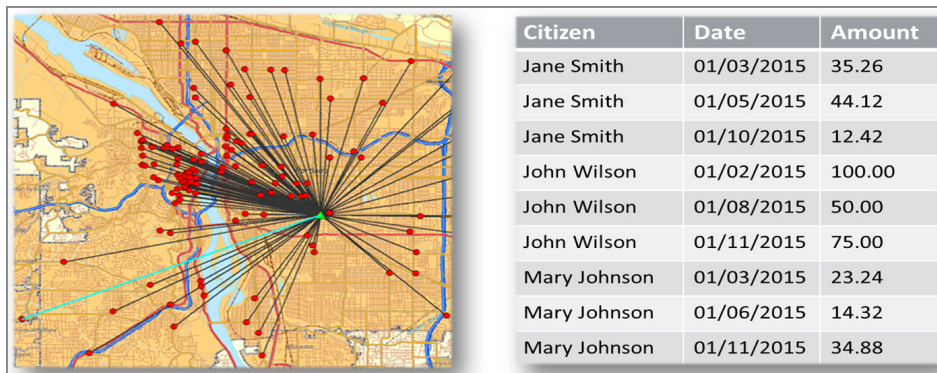 Citizen Date Amount
Jane Smith 01/03/2015 35.26
Jane Smith 01/05/2015 44.12
Jane Smith 01/10/2015 12.42
John Wilson 01/02/2015 100.00
John Wilson 01/08/2015 50.00
John Wilson 01/11/2015 75.00
Mary Johnson 01/03/2015 23.24
Mary Johnson 01/06/2015 14.32
Mary Johnson 01/11/2015 34.88